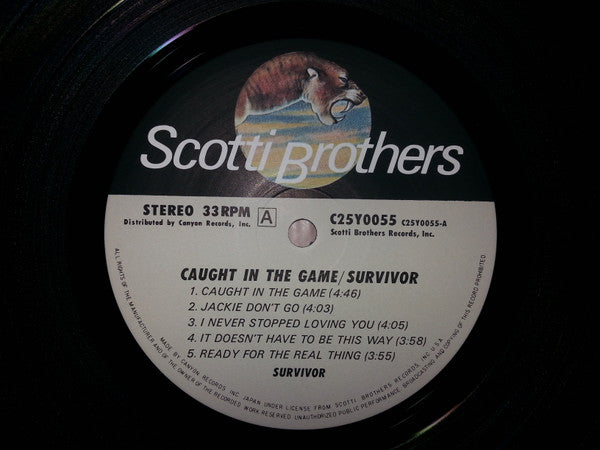 Scotti Brothers
STEREO 33RPM A C25Y0055 C25Y0055-A
Distributed by Canyon Records, Inc. Scotti Brothers Records, Inc.
CAUGHT IN THE GAME/SURVIVOR
1. CAUGHT IN THE GAME (4:46)
2. JACKIE DON'T GO (4:03)
3. I NEVER STOPPED LOVING YOU (4:05)
4. IT DOESN'T HAVE TO BE THIS WAY (3:58)
5. READY FOR THE REAL THING (3:55)
SURVIVOR
MADE BY CANYON RECORDS INC. JAPAN UNDER LICENSE FROM SCOTTI BROTHERS RECORDS, INC. U.S.A.
ALL RIGHTS OF THE MANUFACTURER AND OF THE OWNER OF THE RECORDED WORK RESERVED. UNAUTHORIZED PUBLIC PERFORMANCE, BROADCASTING AND COPYING OF THIS RECORD PROHIBITED